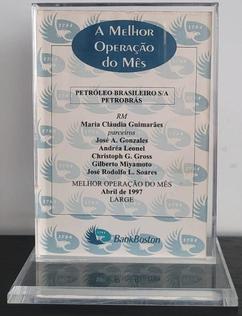 A Melhor
Operação
do Mês
PETRÓLEO BRASILEIRO S/A
PETROBRÁS
RM
Maria Cláudia Guimarães
parceiros
José A. Gonzales
Andréa Leonel
Christoph G. Gross
Gilberto Miyamoto
José Rodolfo L. Soares
MELHOR OPERAÇÃO DO MÊS
Abril de 1997
LARGE
BankBoston